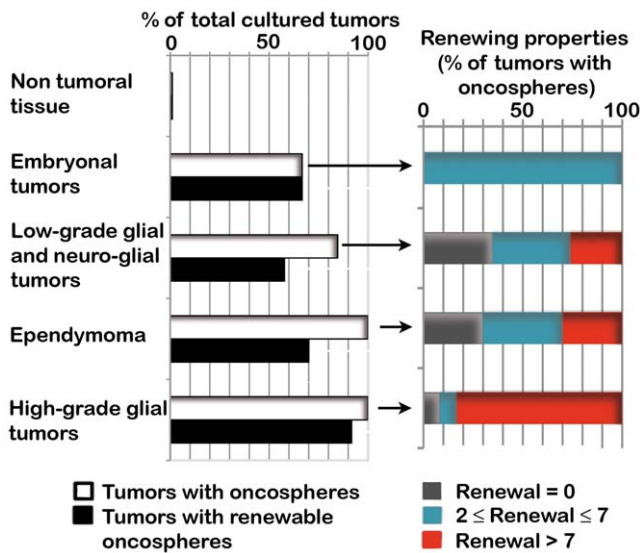 % of total cultured tumors
0 50 100
Renewing properties
(% of tumors with
oncospheres)
0 50 100
Non tumoral
tissue
Embryonal
tumors
Low-grade glial
and neuro-glial
tumors
Ependymoma
High-grade glial
tumors
Tumors with oncospheres
Tumors with renewable
oncospheres
Renewal = 0
2 ≤ Renewal ≤ 7
Renewal > 7